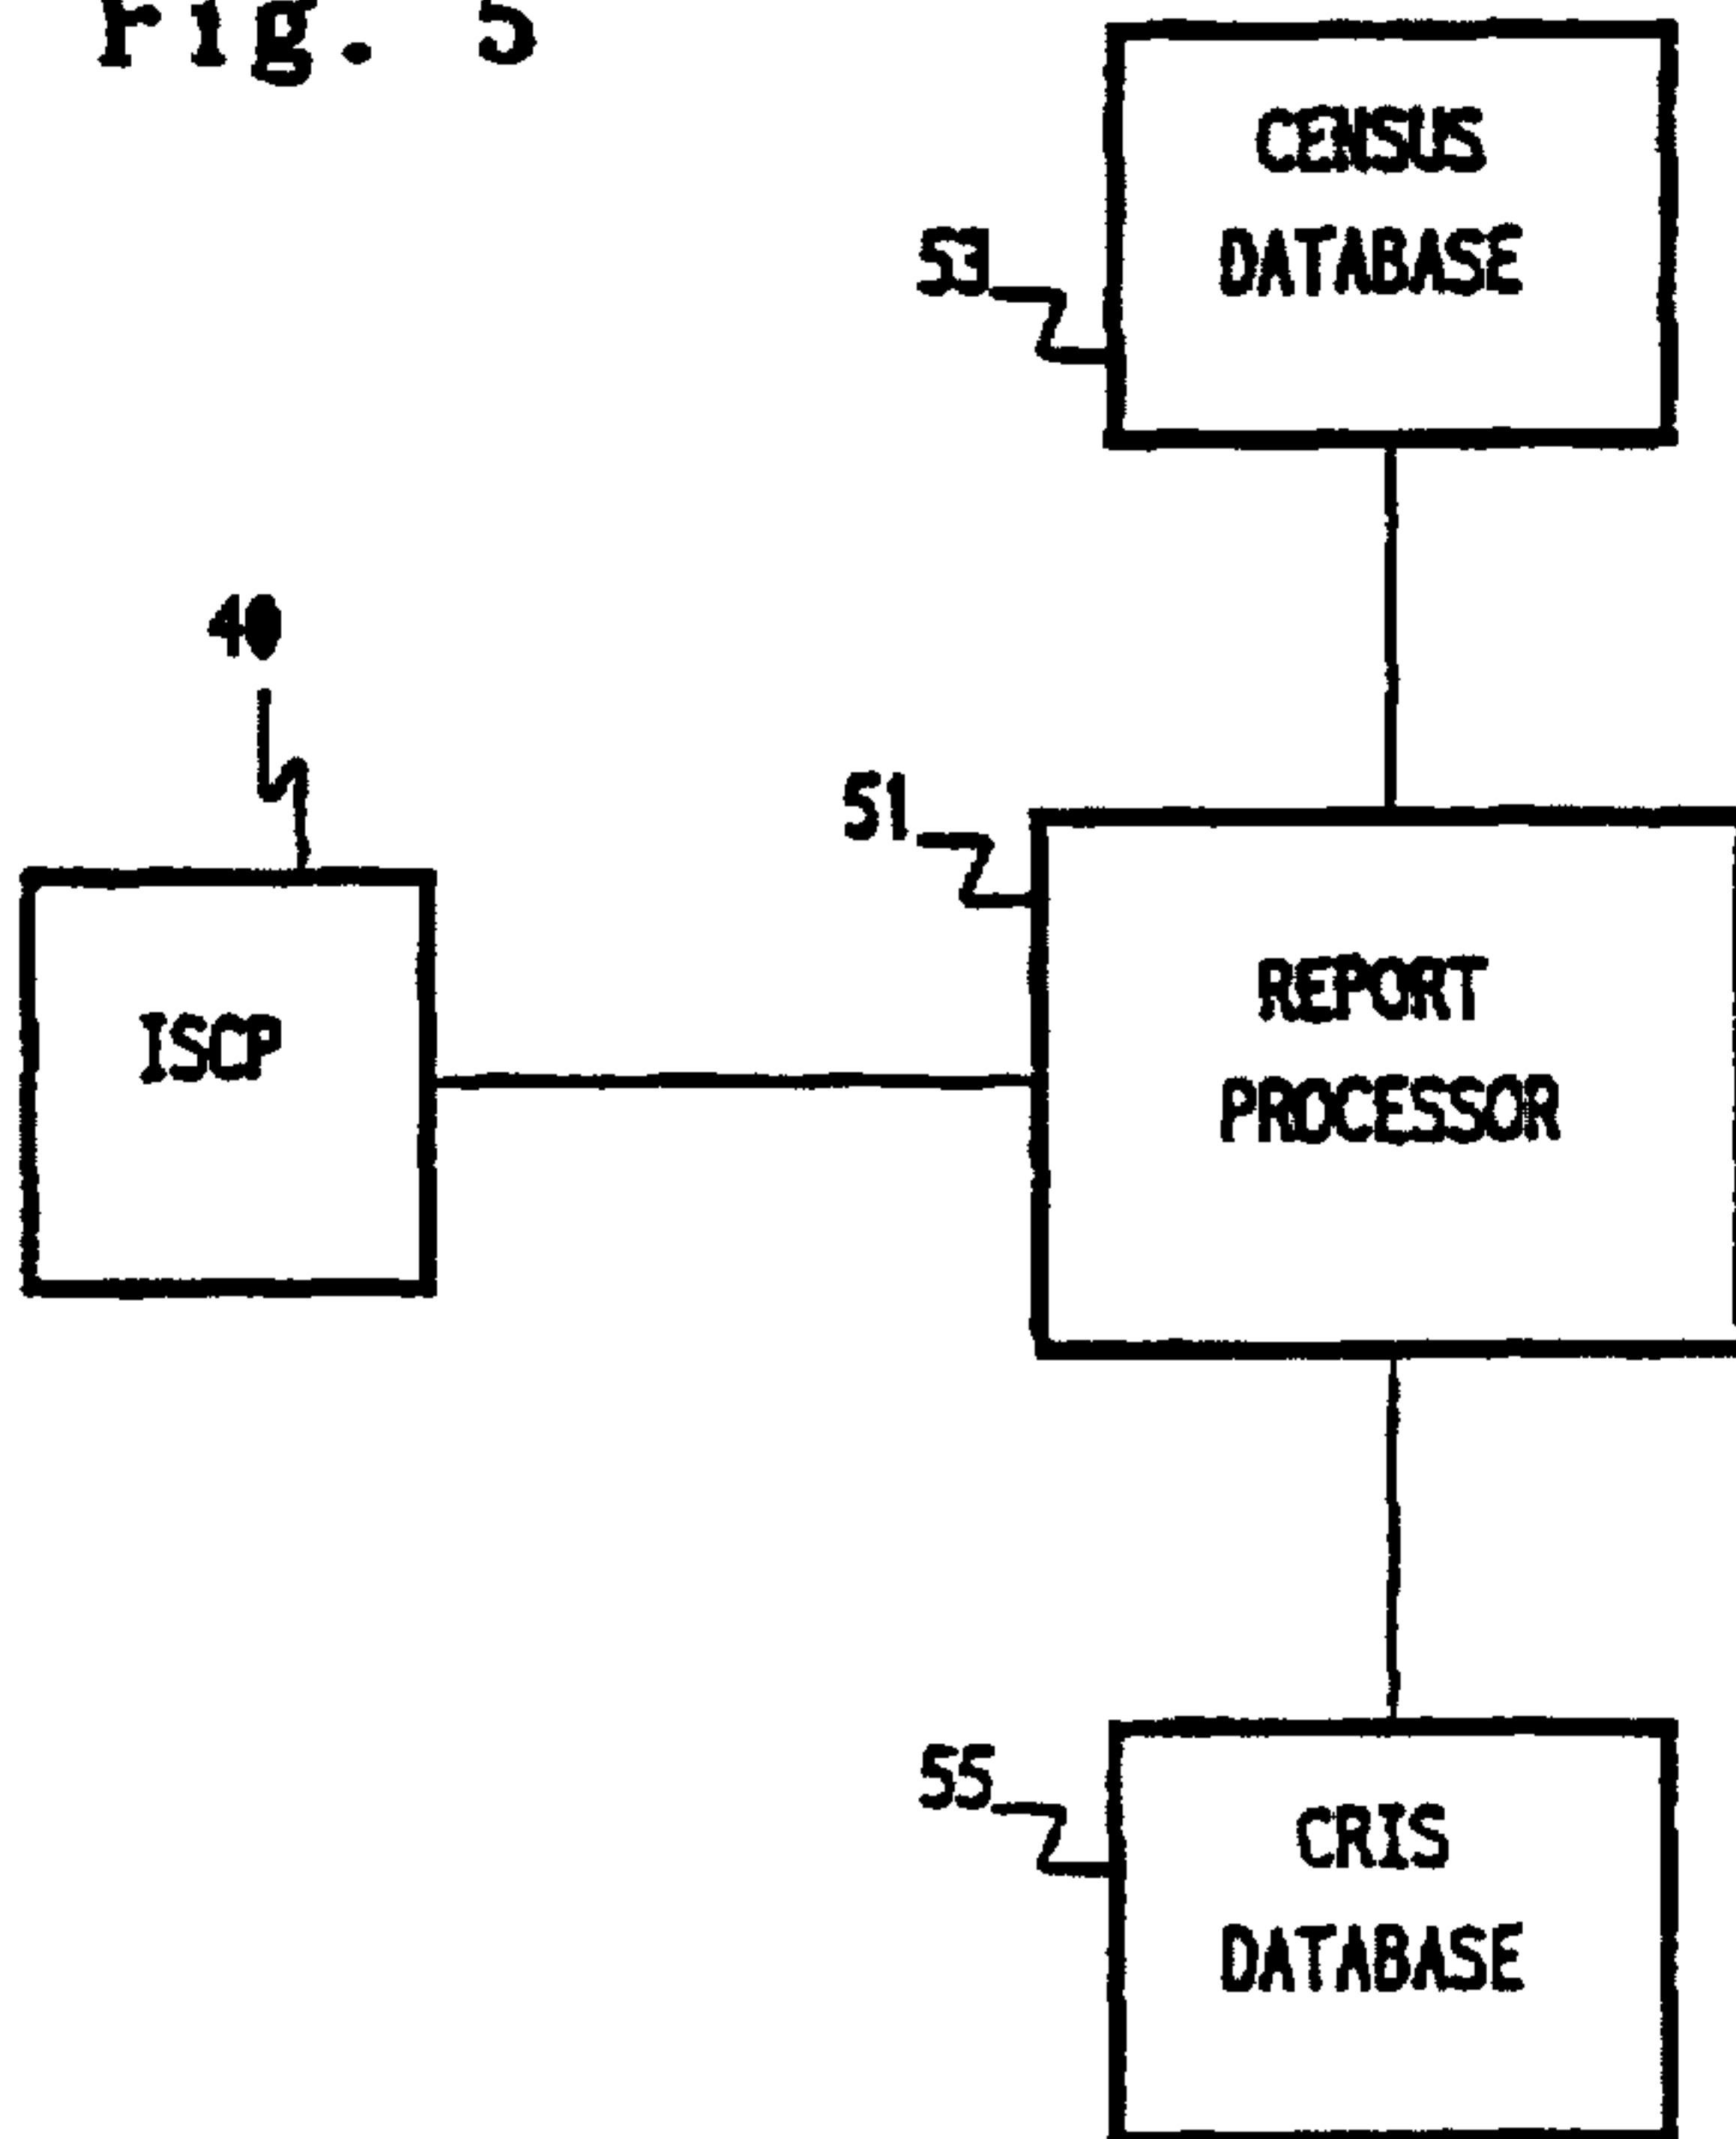 Fig. 5
CENSUS
DATABASE
53
40
51
ISCP
REPORT
PROCESSOR
55
CRIS
DATABASE